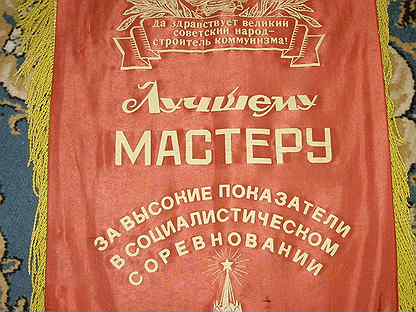 Да здравствует великий
советский народ-
строитель коммунизма!
Лучшему
МАСТЕРУ
ЗА ВЫСОКИЕ ПОКАЗАТЕЛИ
В СОЦИАЛИСТИЧЕСКОМ
СОРЕВНОВАНИИ